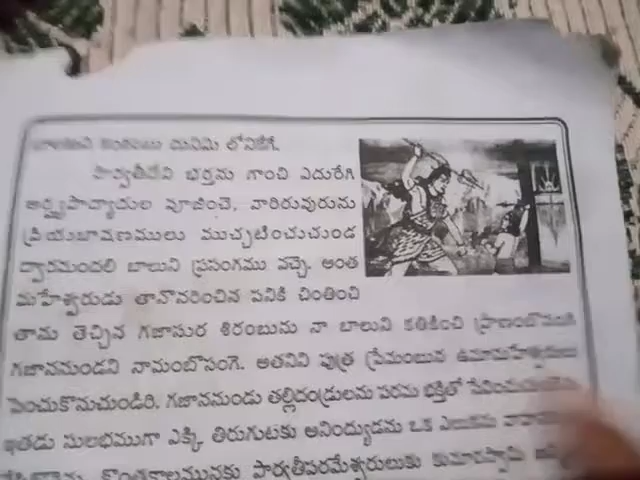 బాలకుని కంఠంబు దునిమి లోనికేగె.
పార్వతీదేవి భర్తను గాంచి ఎదురేగి
అర్ఘ్యపాద్యాదుల పూజించె, వారిరువురును
ప్రియభాషణములు ముచ్చటించుచుండ
ద్వారమందలి బాలుని ప్రసంగము వచ్చె. అంత
మహేశ్వరుడు తానొనరించిన పనికి చింతించి
తాను తెచ్చిన గజాసుర శిరంబును నా బాలుని కతికించి
గజాననుండని నామంబొసంగె. అతనిని పుత్ర ప్రేమంబున ఉమామహేశ్వరులు
పెంచుకొనుచుండిరి. గజాననుండు తల్లిదండ్రులను పరమ భక్తితో
ఇతడు సులభముగా ఎక్కి తిరుగుటకు అనింద్యుడను ఒక ఎలుకను
కొంతకాలమునకు పార్వతీపరమేశ్వరులకు కుమారస్వామి